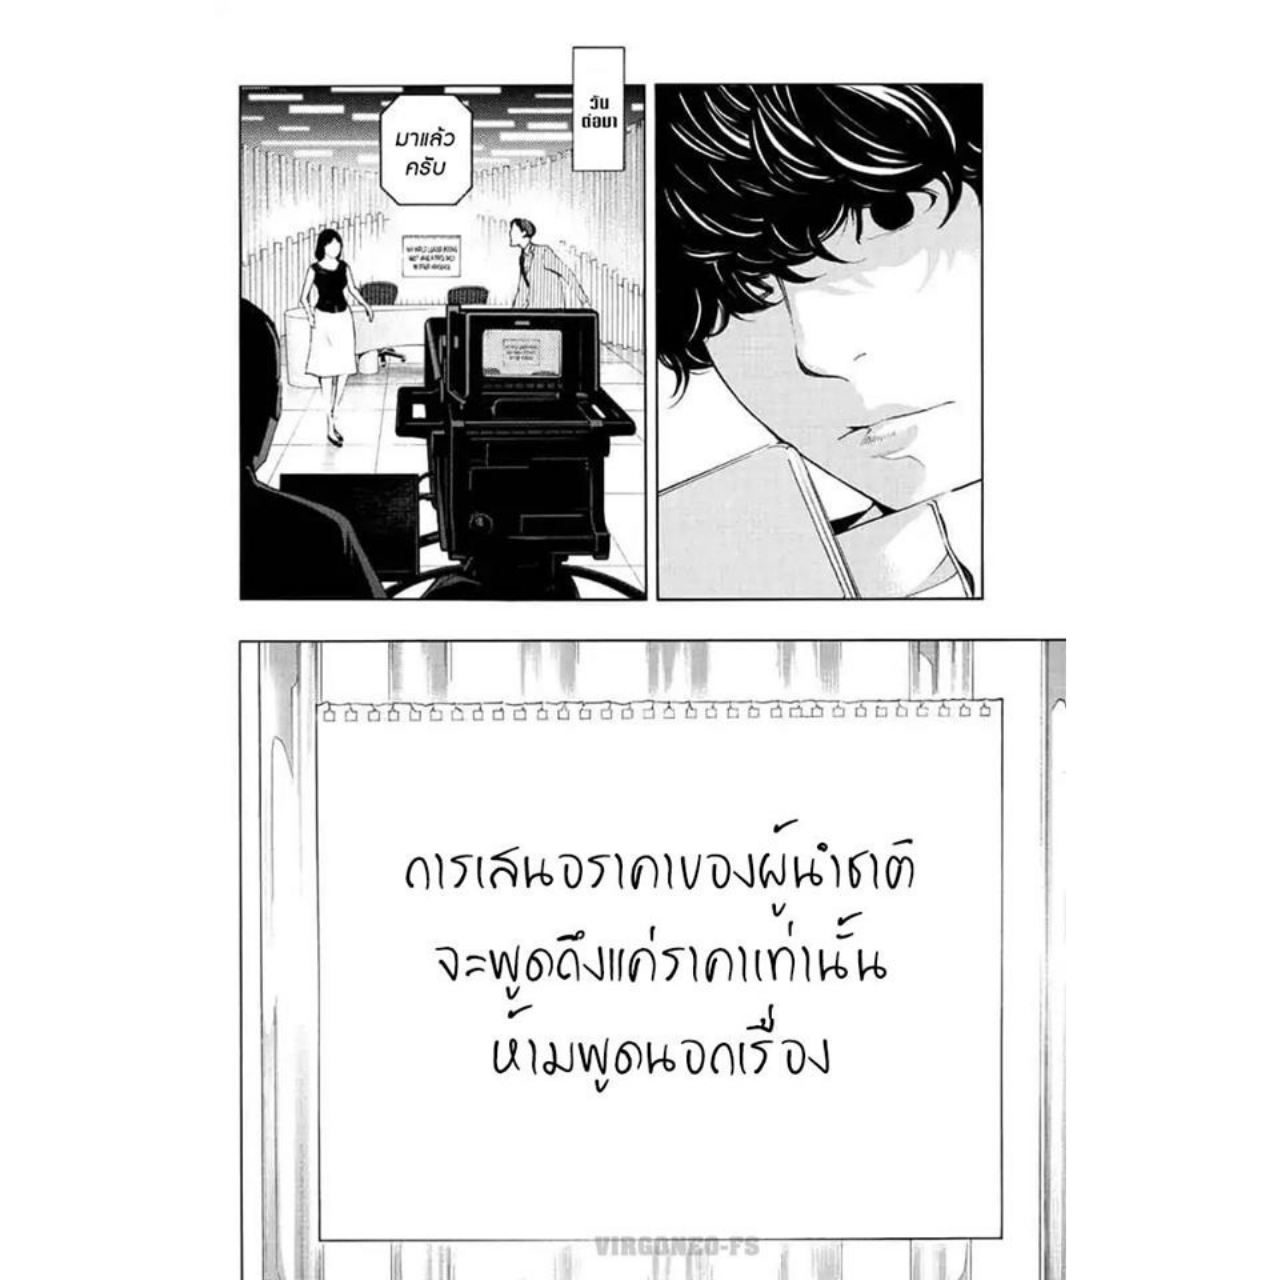 วัน
ต่อมา
มาแล้ว
ครับ
การเสนอราคาของผู้นำชาติ
จะพูดถึงแค่ราคาเท่านั้น
ห้ามพูดนอกเรื่อง
VIRGONEO-FS